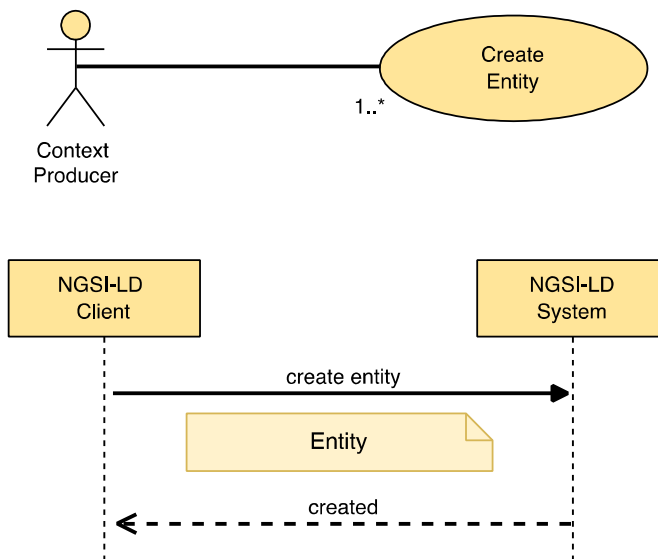 Create
Entity
1..*
Context
Producer
NGSI-LD
Client
NGSI-LD
System
create entity
Entity
created